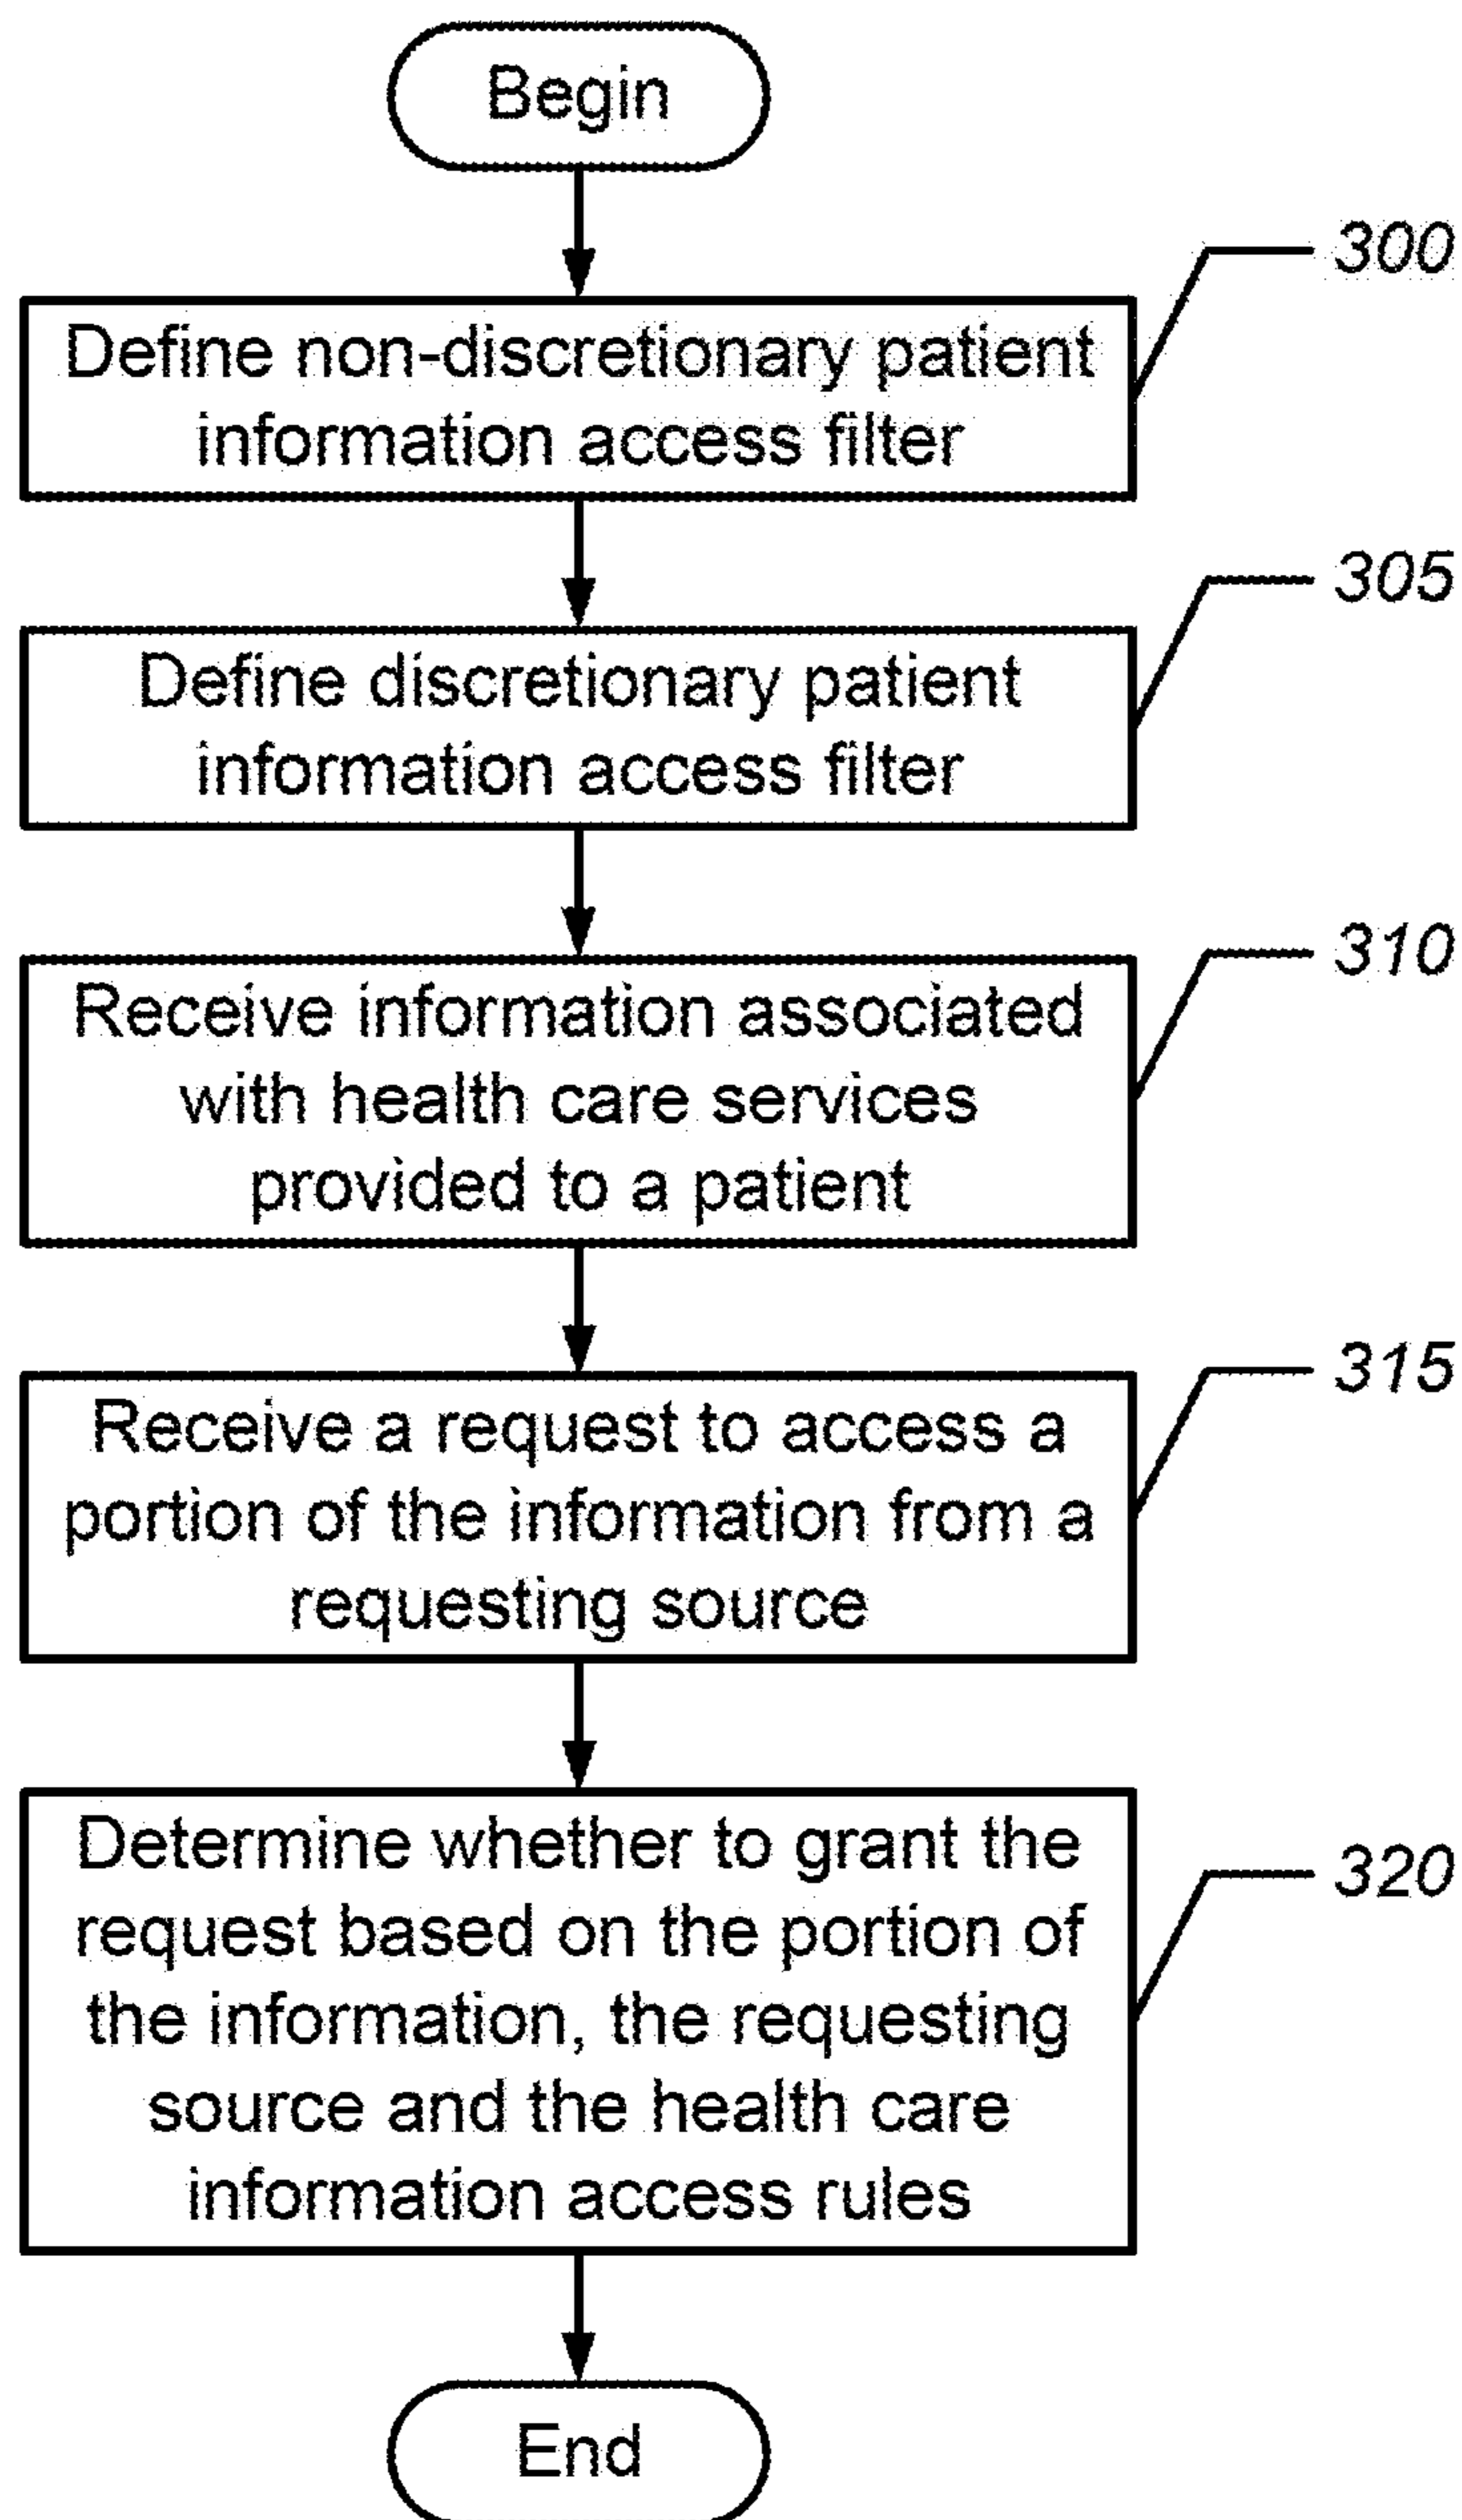 Begin
300
Define non-discretionary patient
information access filter
305
Define discretionary patient
information access filter
310
Receive information associated
with health care services
provided to a patient
315
Receive a request to access a
portion of the information from a
requesting source
320
Determine whether to grant the
request based on the portion of
the information, the requesting
source and the health care
information access rules
End